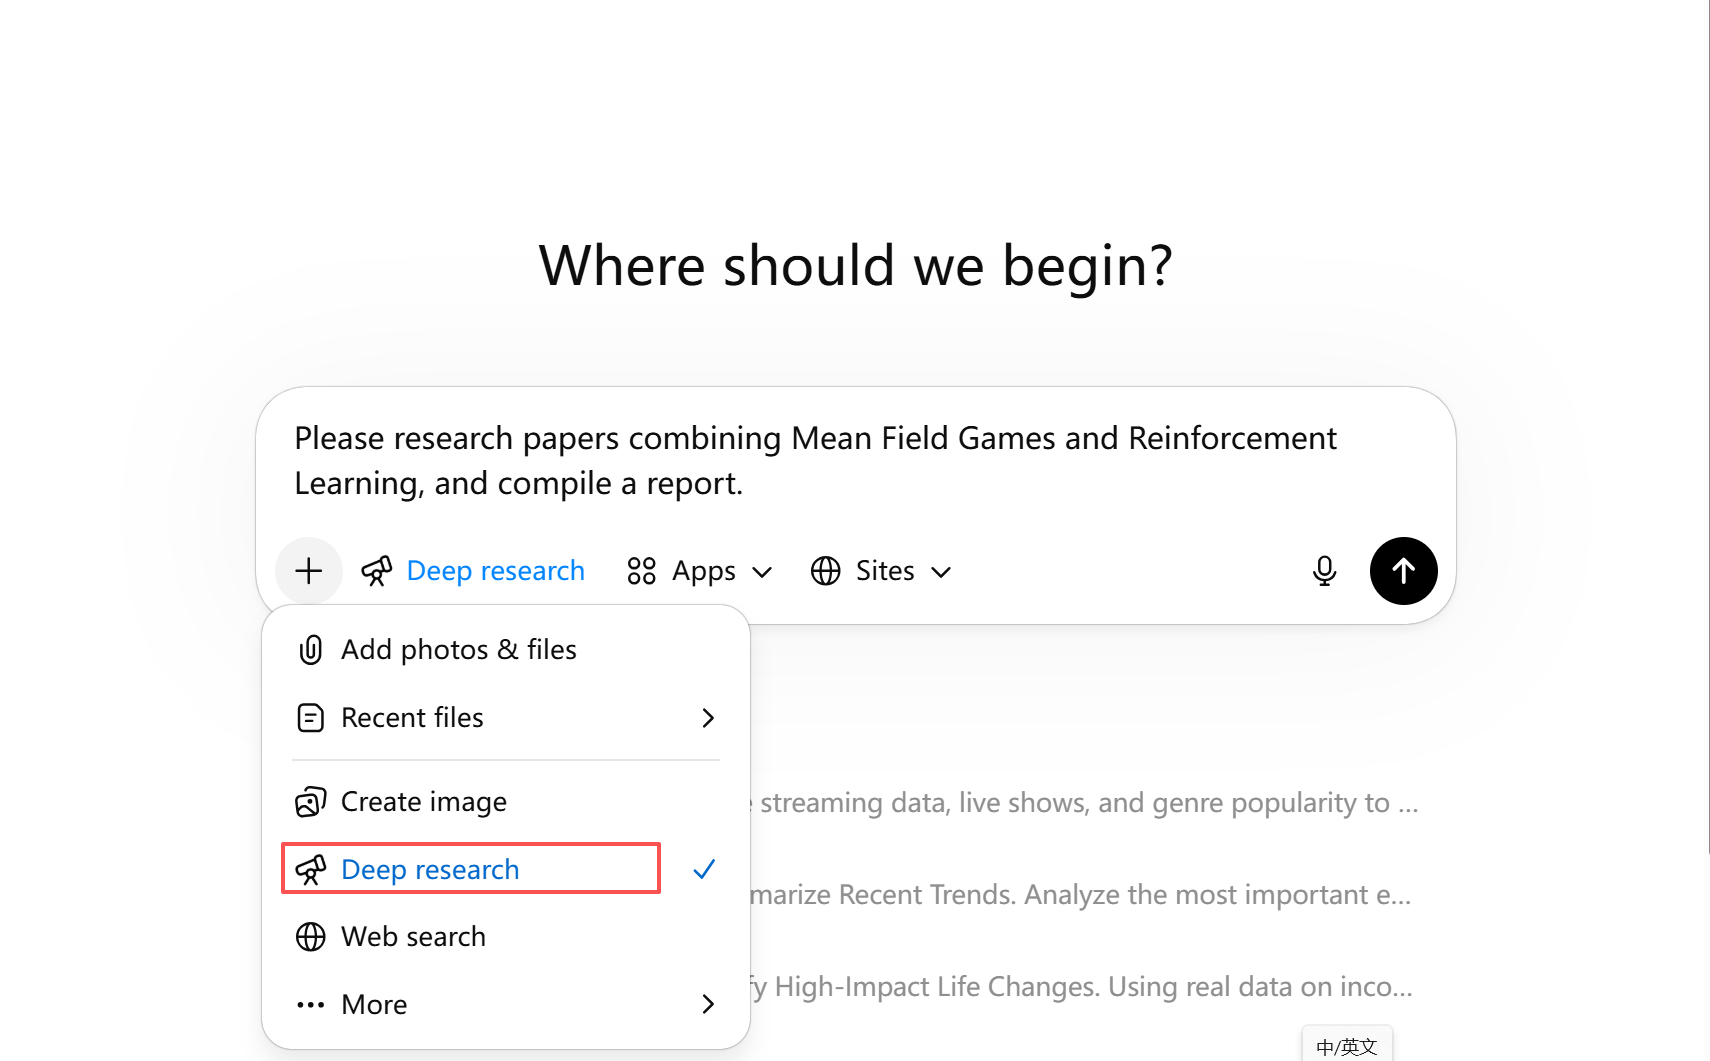 Where should we begin?
Please research papers combining Mean Field Games and Reinforcement
Learning, and compile a report.
Deep research Apps Sites
Add photos & files
Recent files
Create image
streaming data, live shows, and genre popularity to ...
Deep research
marize Recent Trends. Analyze the most important e...
Web search
fy High-Impact Life Changes. Using real data on inco...
More
中/英文